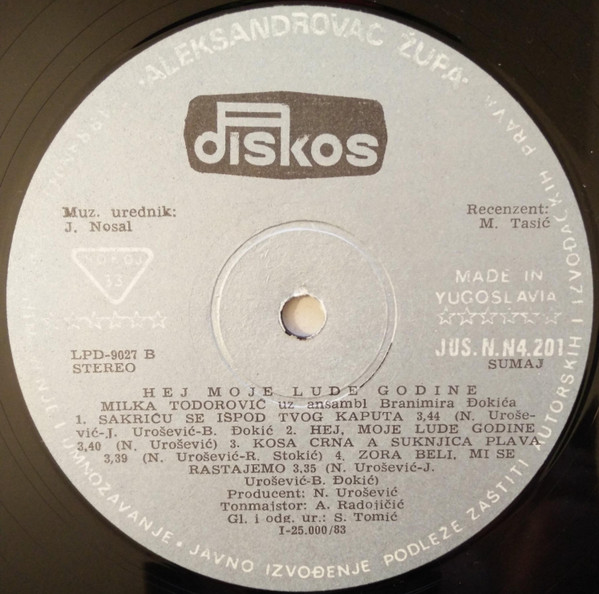 ·ALEKSANDROVAC ŽUPA·
diskos
Muz. urednik:
J. Nosal
Recenzent:
M. Tasić
SOKOJ
33
MADE IN
YUGOSLAVIA
LPD-9027 B
STEREO
JUS.N.N4.201
SUMAJ
HEJ MOJE LUDE GODINE
MILKA TODOROVIĆ uz ansambl Branimira Đokića
1. SAKRIĆU SE ISPOD TVOG KAPUTA 3,44 (N. Uroše-
vić-J. Urošević-B. Đokić 2. HEJ, MOJE LUDE GODINE
3,40 (N. Urošević) 3. KOSA CRNA A SUKNJICA PLAVA
3,39 (N. Urošević-R. Stokić) 4. ZORA BELI, MI SE
RASTAJEMO 3,35 (N. Urošević-J.
Urošević-B. Đokić)
Producent: N. Urošević
Tonmajstor: A. Radojičić
Gl. i odg. ur.: S. Tomić
I-25.000/83
I UMNOŽAVANJE · JAVNO IZVOĐENJE PODLEŽE ZAŠTITI AUTORSKIH I IZVOĐAČKIH PRAVA